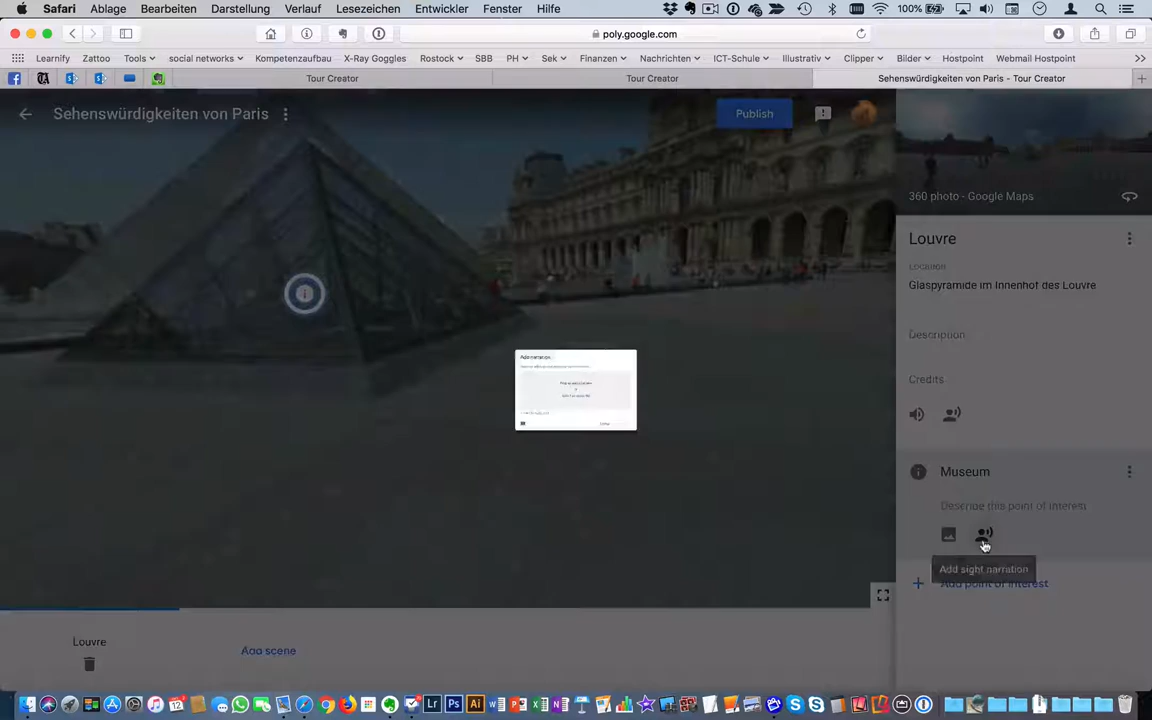 Safari Ablage Bearbeiten Darstellung Verlauf Lesezeichen Entwickler Fenster Hilfe 100%
poly.google.com
Learnify Zattoo Tools social networks Kompetenzaufbau X-Ray Goggles Rostock SBB PH Sek Finanzen Nachrichten ICT-Schule Illustrativ Clipper Bilder Hostpoint Webmail Hostpoint
Tour Creator Tour Creator Sehenswürdigkeiten von Paris - Tour Creator
Sehenswürdigkeiten von Paris
Publish
360 photo - Google Maps
Louvre
Location
Glaspyramide im Innenhof des Louvre
Description
Add narration
Credits
Museum
Describe this point of interest
Add sight narration
Add point of interest
Louvre
Add scene